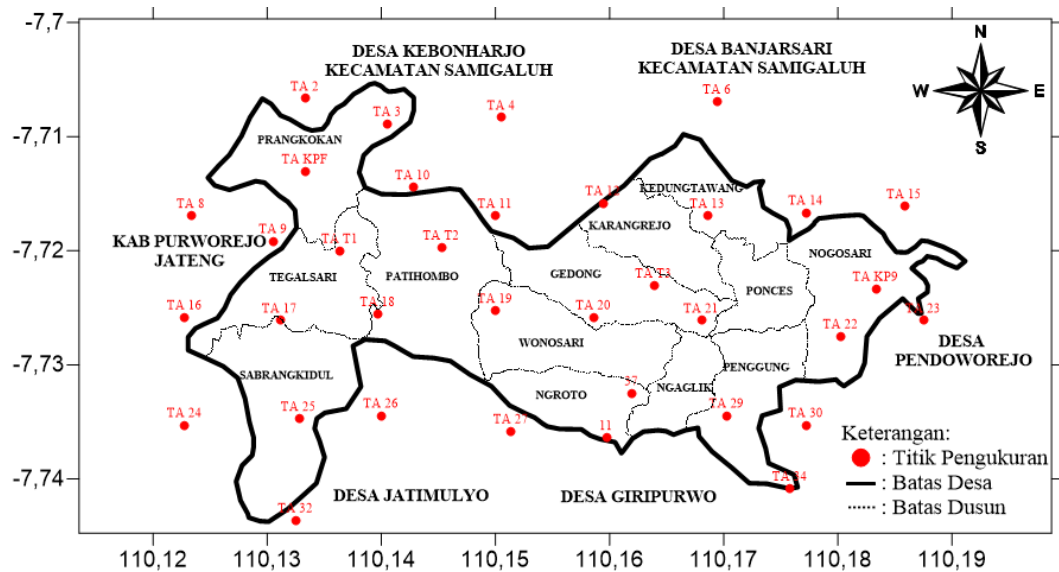 -7,7
-7,71
-7,72
-7,73
-7,74
110,12
110,13
110,14
110,15
110,16
110,17
110,18
110,19
DESA KEBONHARJO
KECAMATAN SAMIGALUH
DESA BANJARSARI
KECAMATAN SAMIGALUH
N
W
E
S
TA 2
TA 3
TA 4
TA 6
PRANGKOKAN
TA KPF
TA 10
KEDUNGTAWANG
TA 8
TA 11
TA 12
TA 13
TA 14
TA 15
KARANGREJO
TA 9
TA T1
TA T2
KAB PURWOREJO
JATENG
TEGALSARI
PATIHOMBO
GEDONG
TA T3
PONCES
NOGOSARI
TA KP9
TA 16
TA 17
TA 18
TA 19
TA 20
TA 21
TA 22
TA 23
WONOSARI
DESA
PENDOWOREJO
SABRANGKIDUL
NGROTO
37
NGAGLIK
PENGGUNG
TA 24
TA 25
TA 26
TA 27
11
TA 29
TA 30
TA 32
TA 34
DESA JATIMULYO
DESA GIRIPURWO
Keterangan:
: Titik Pengukuran
: Batas Desa
: Batas Dusun